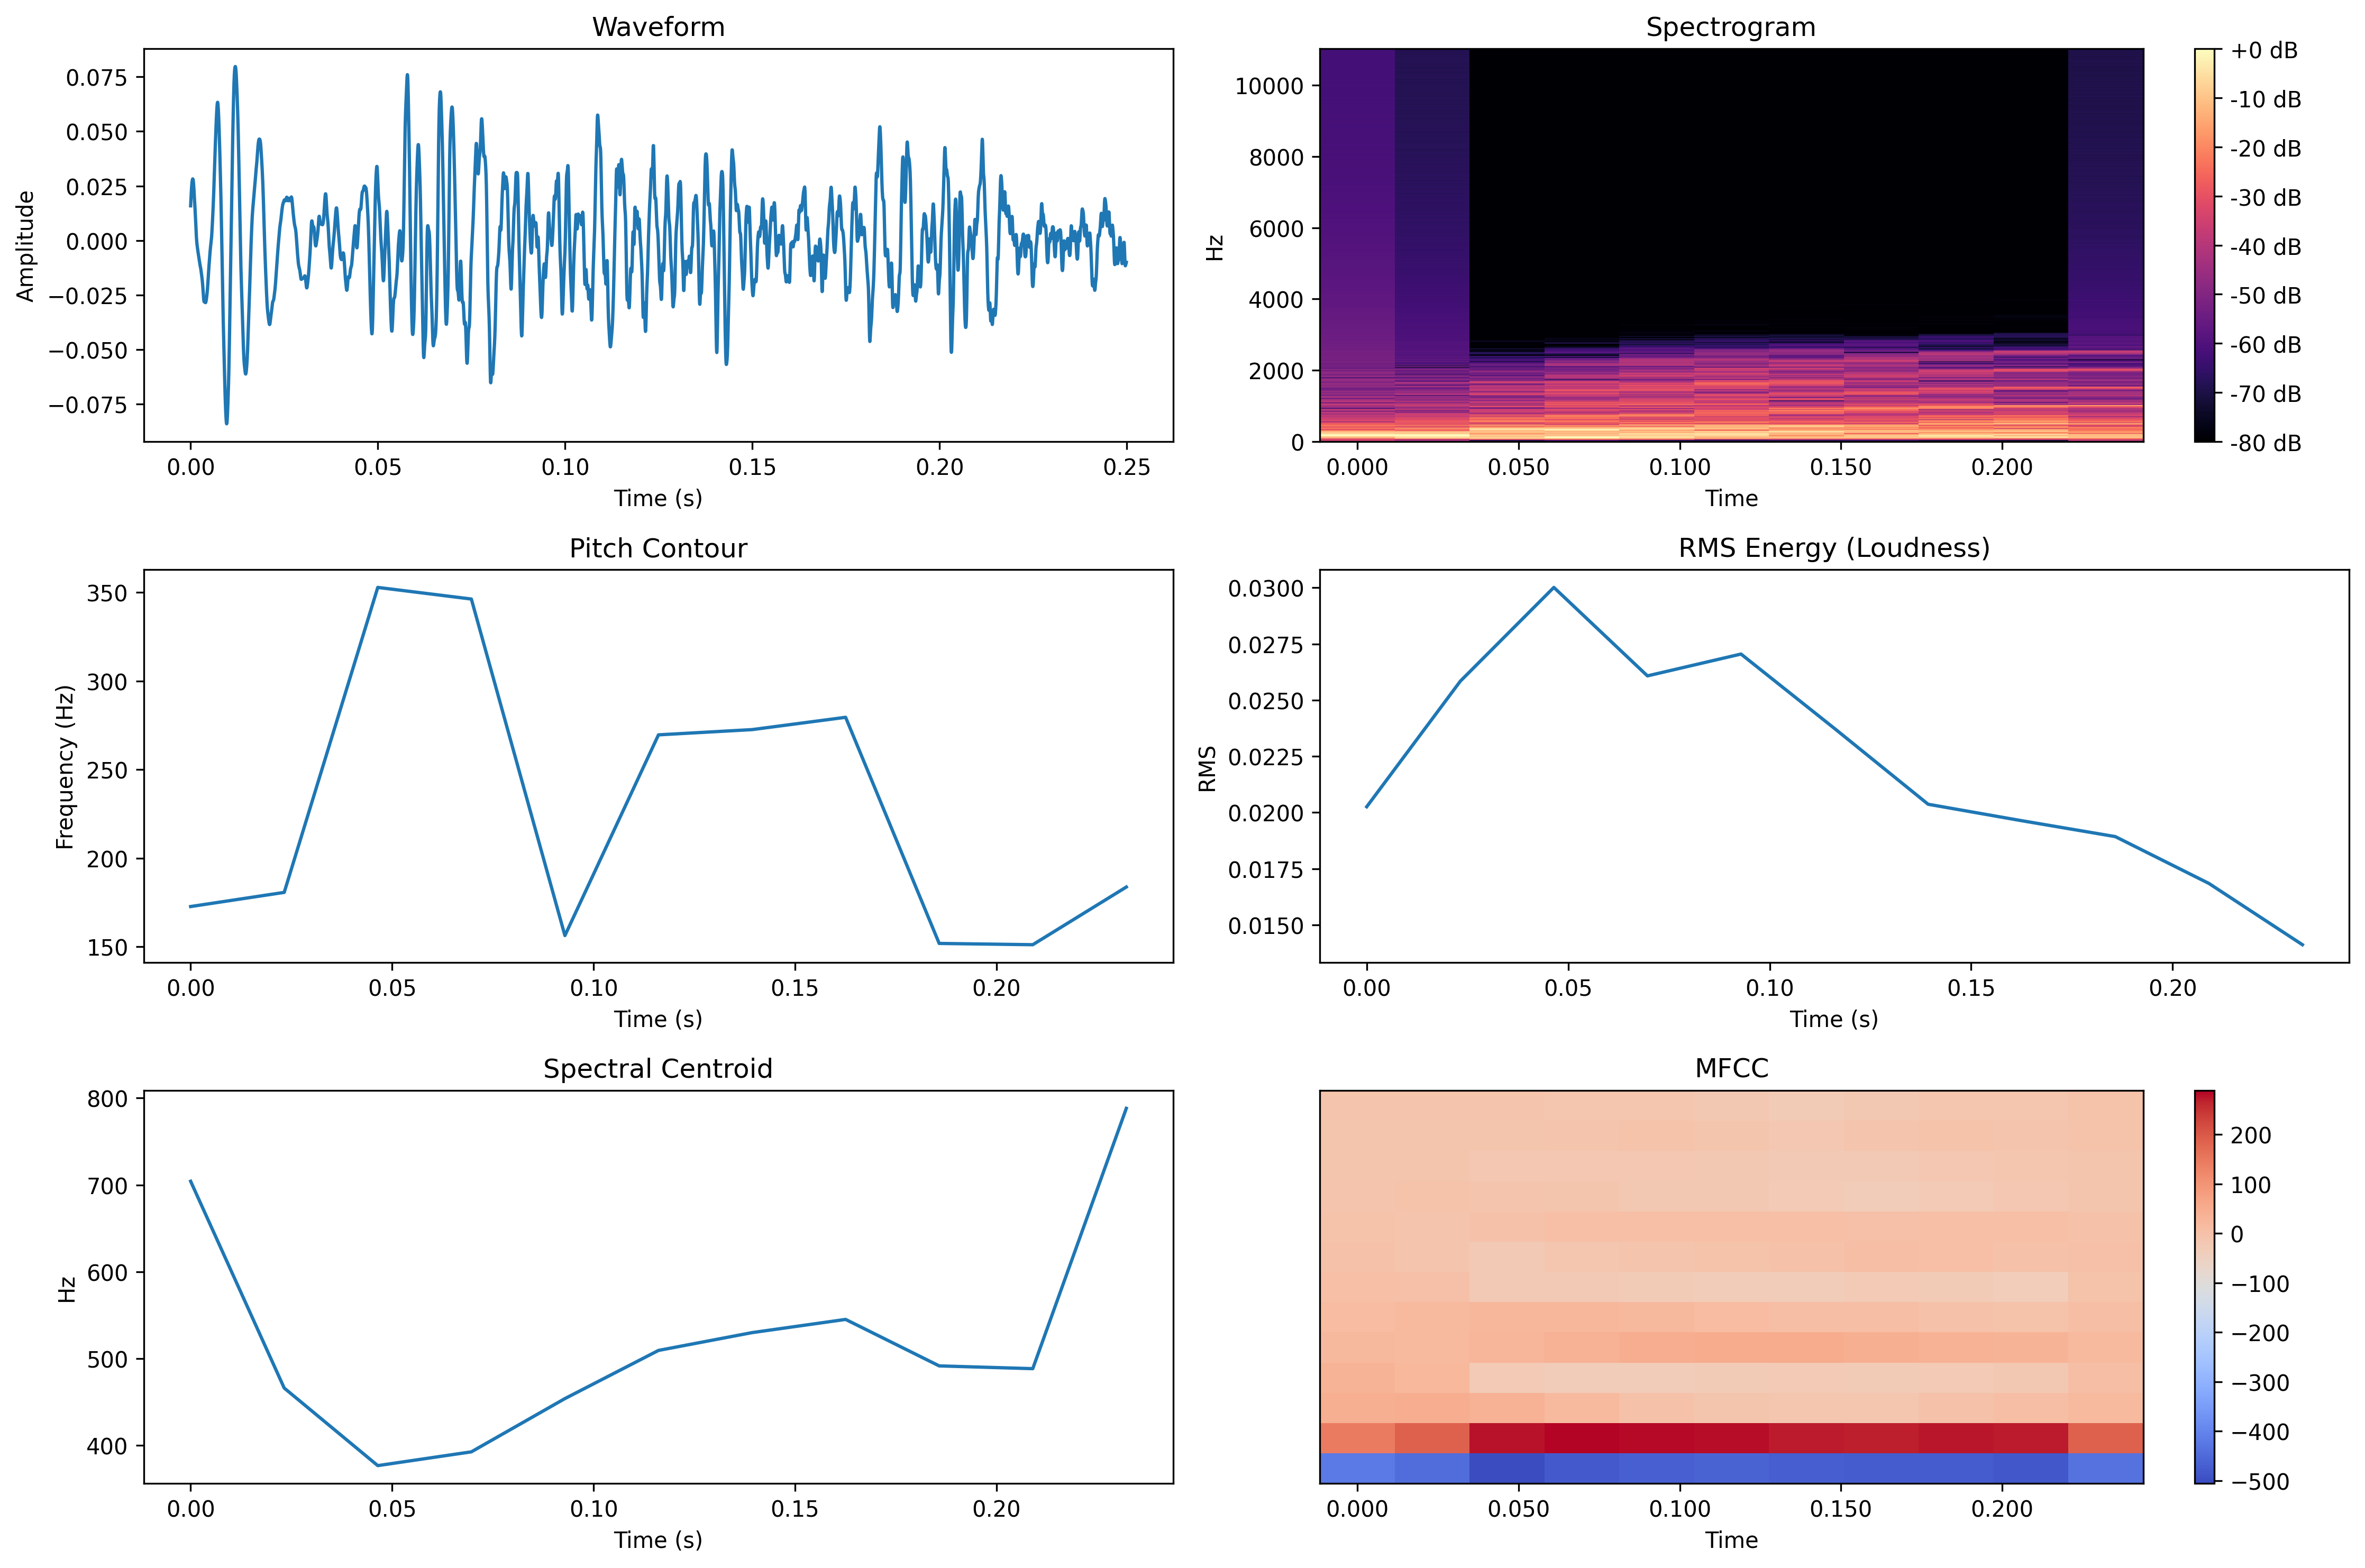 Waveform
Amplitude
0.075
0.050
0.025
0.000
−0.025
−0.050
−0.075
0.00 0.05 0.10 0.15 0.20 0.25
Time (s)
Spectrogram
Hz
10000
8000
6000
4000
2000
0
0.000 0.050 0.100 0.150 0.200
Time
+0 dB
-10 dB
-20 dB
-30 dB
-40 dB
-50 dB
-60 dB
-70 dB
-80 dB
Pitch Contour
Frequency (Hz)
350
300
250
200
150
0.00 0.05 0.10 0.15 0.20
Time (s)
RMS Energy (Loudness)
RMS
0.0300
0.0275
0.0250
0.0225
0.0200
0.0175
0.0150
0.00 0.05 0.10 0.15 0.20
Time (s)
Spectral Centroid
Hz
800
700
600
500
400
0.00 0.05 0.10 0.15 0.20
Time (s)
MFCC
0.000 0.050 0.100 0.150 0.200
Time
200
100
0
−100
−200
−300
−400
−500